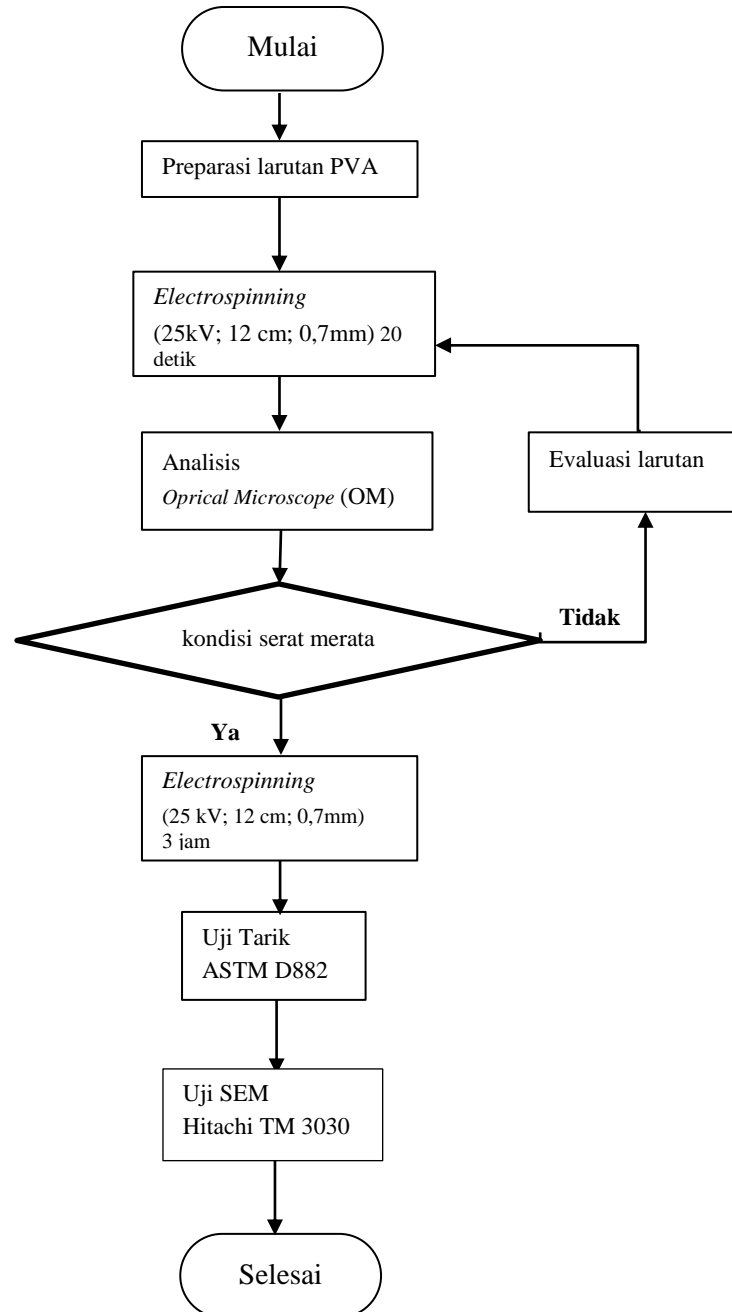 Mulai
Preparasi larutan PVA
Electrospinning
(25kV; 12 cm; 0,7mm) 20
detik
Analisis
Oprical Microscope (OM)
Evaluasi larutan
kondisi serat merata
Tidak
Ya
Electrospinning
(25 kV; 12 cm; 0,7mm)
3 jam
Uji Tarik
ASTM D882
Uji SEM
Hitachi TM 3030
Selesai